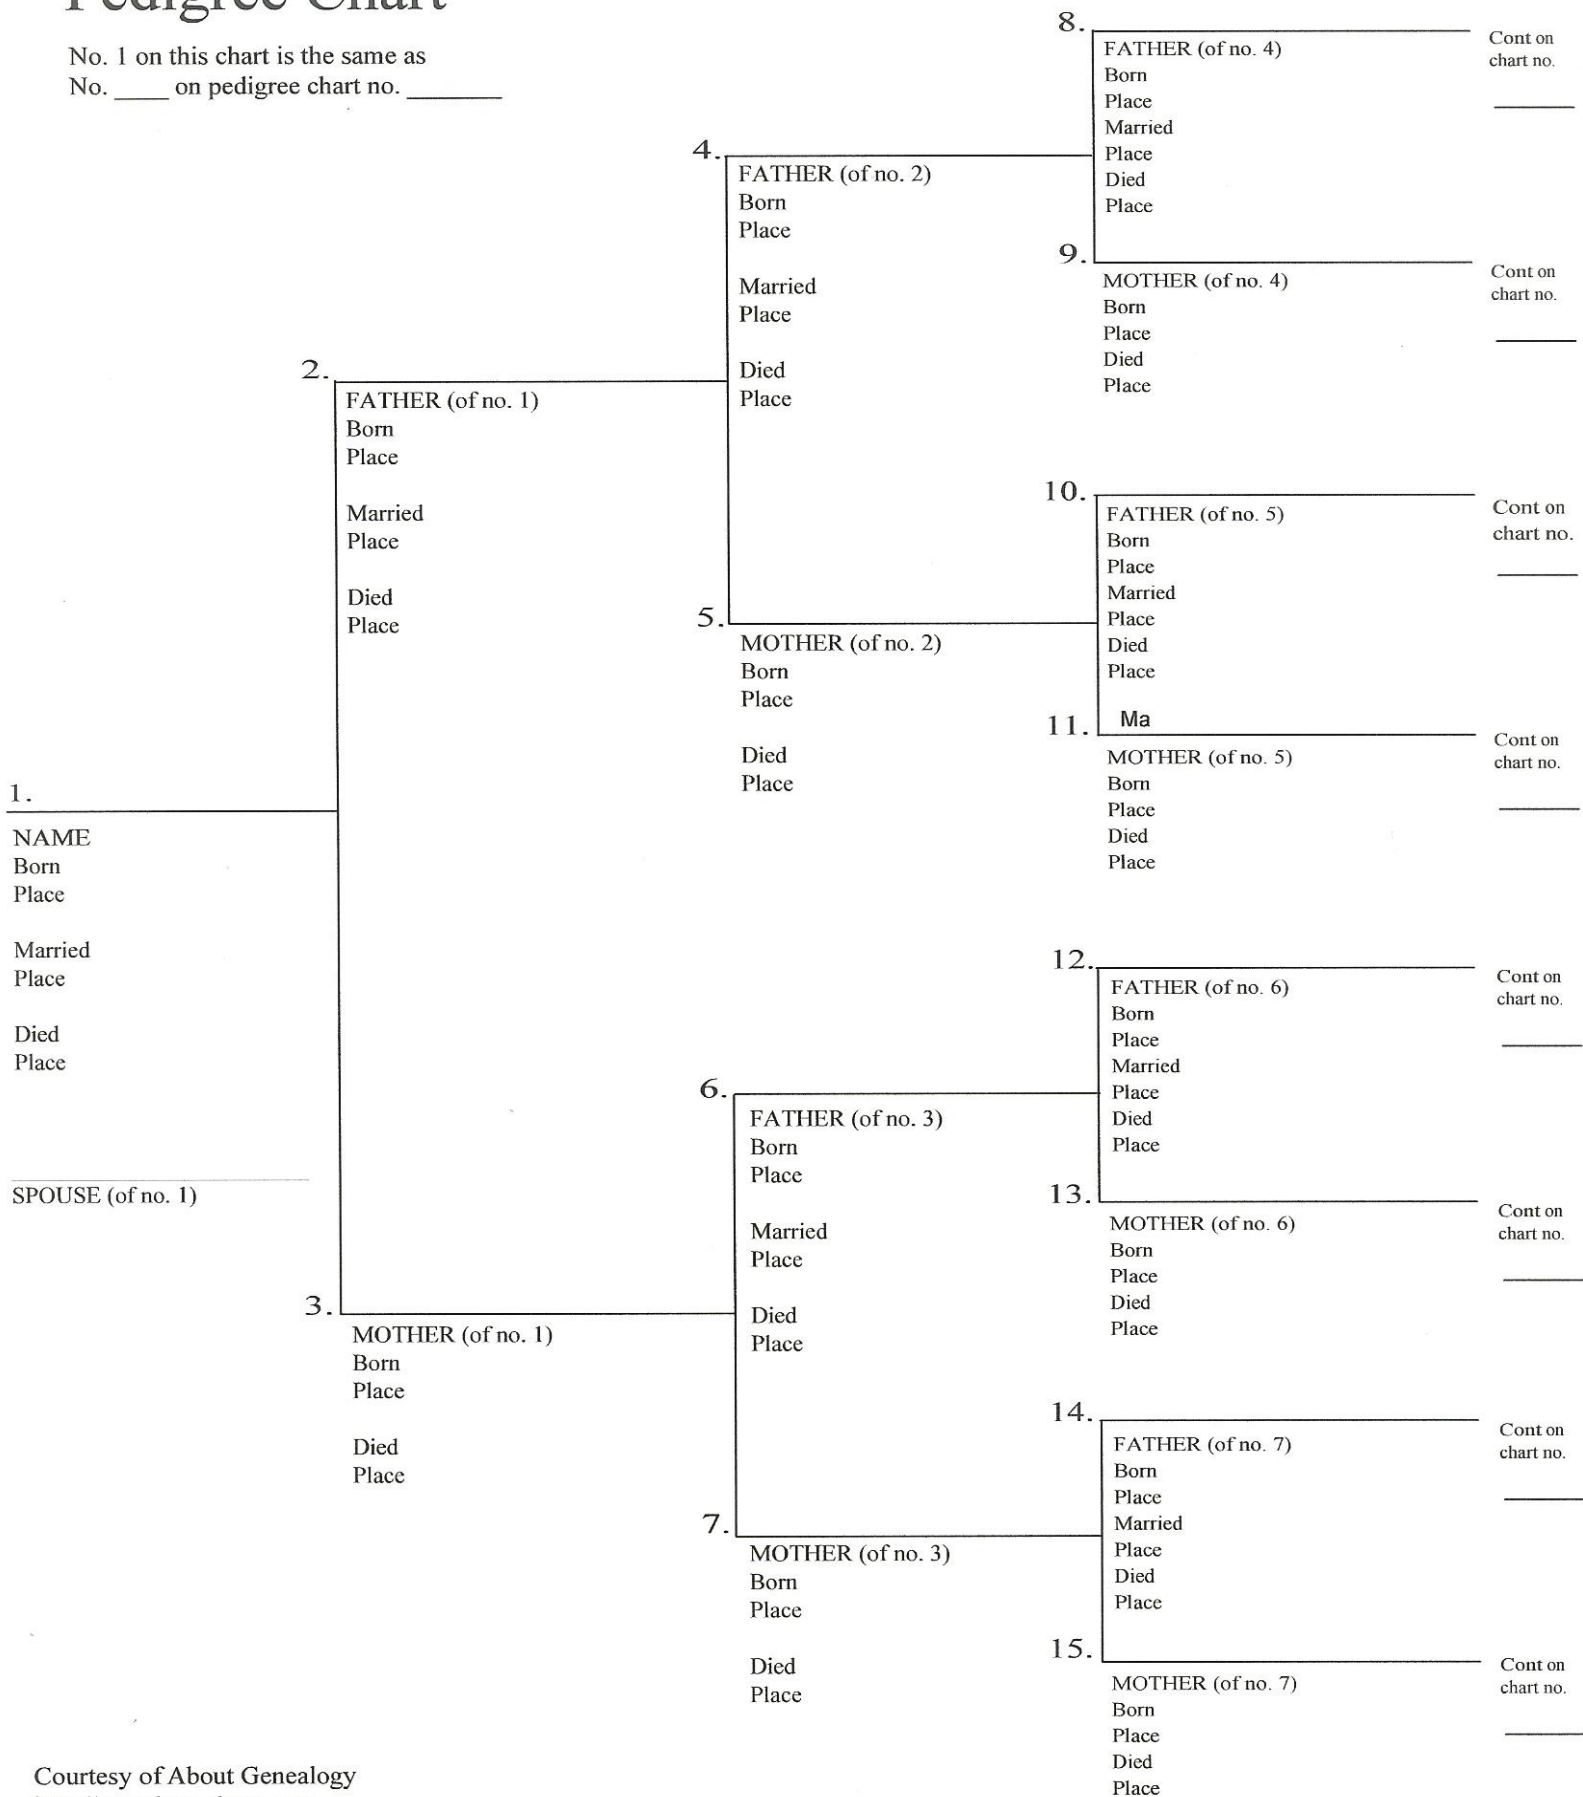 Pedigree Chart
No. 1 on this chart is the same as
No. ____ on pedigree chart no. _______
1.
NAME
Born
Place
Married
Place
Died
Place
SPOUSE (of no. 1)
2.
FATHER (of no. 1)
Born
Place
Married
Place
Died
Place
3.
MOTHER (of no. 1)
Born
Place
Died
Place
4.
FATHER (of no. 2)
Born
Place
Married
Place
Died
Place
5.
MOTHER (of no. 2)
Born
Place
Died
Place
6.
FATHER (of no. 3)
Born
Place
Married
Place
Died
Place
7.
MOTHER (of no. 3)
Born
Place
Died
Place
8.
FATHER (of no. 4)
Born
Place
Married
Place
Died
Place
Cont on
chart no.
9.
MOTHER (of no. 4)
Born
Place
Died
Place
Cont on
chart no.
10.
FATHER (of no. 5)
Born
Place
Married
Place
Died
Place
Cont on
chart no.
11.
Ma
MOTHER (of no. 5)
Born
Place
Died
Place
Cont on
chart no.
12.
FATHER (of no. 6)
Born
Place
Married
Place
Died
Place
Cont on
chart no.
13.
MOTHER (of no. 6)
Born
Place
Died
Place
Cont on
chart no.
14.
FATHER (of no. 7)
Born
Place
Married
Place
Died
Place
Cont on
chart no.
15.
MOTHER (of no. 7)
Born
Place
Died
Place
Cont on
chart no.
Courtesy of About Genealogy